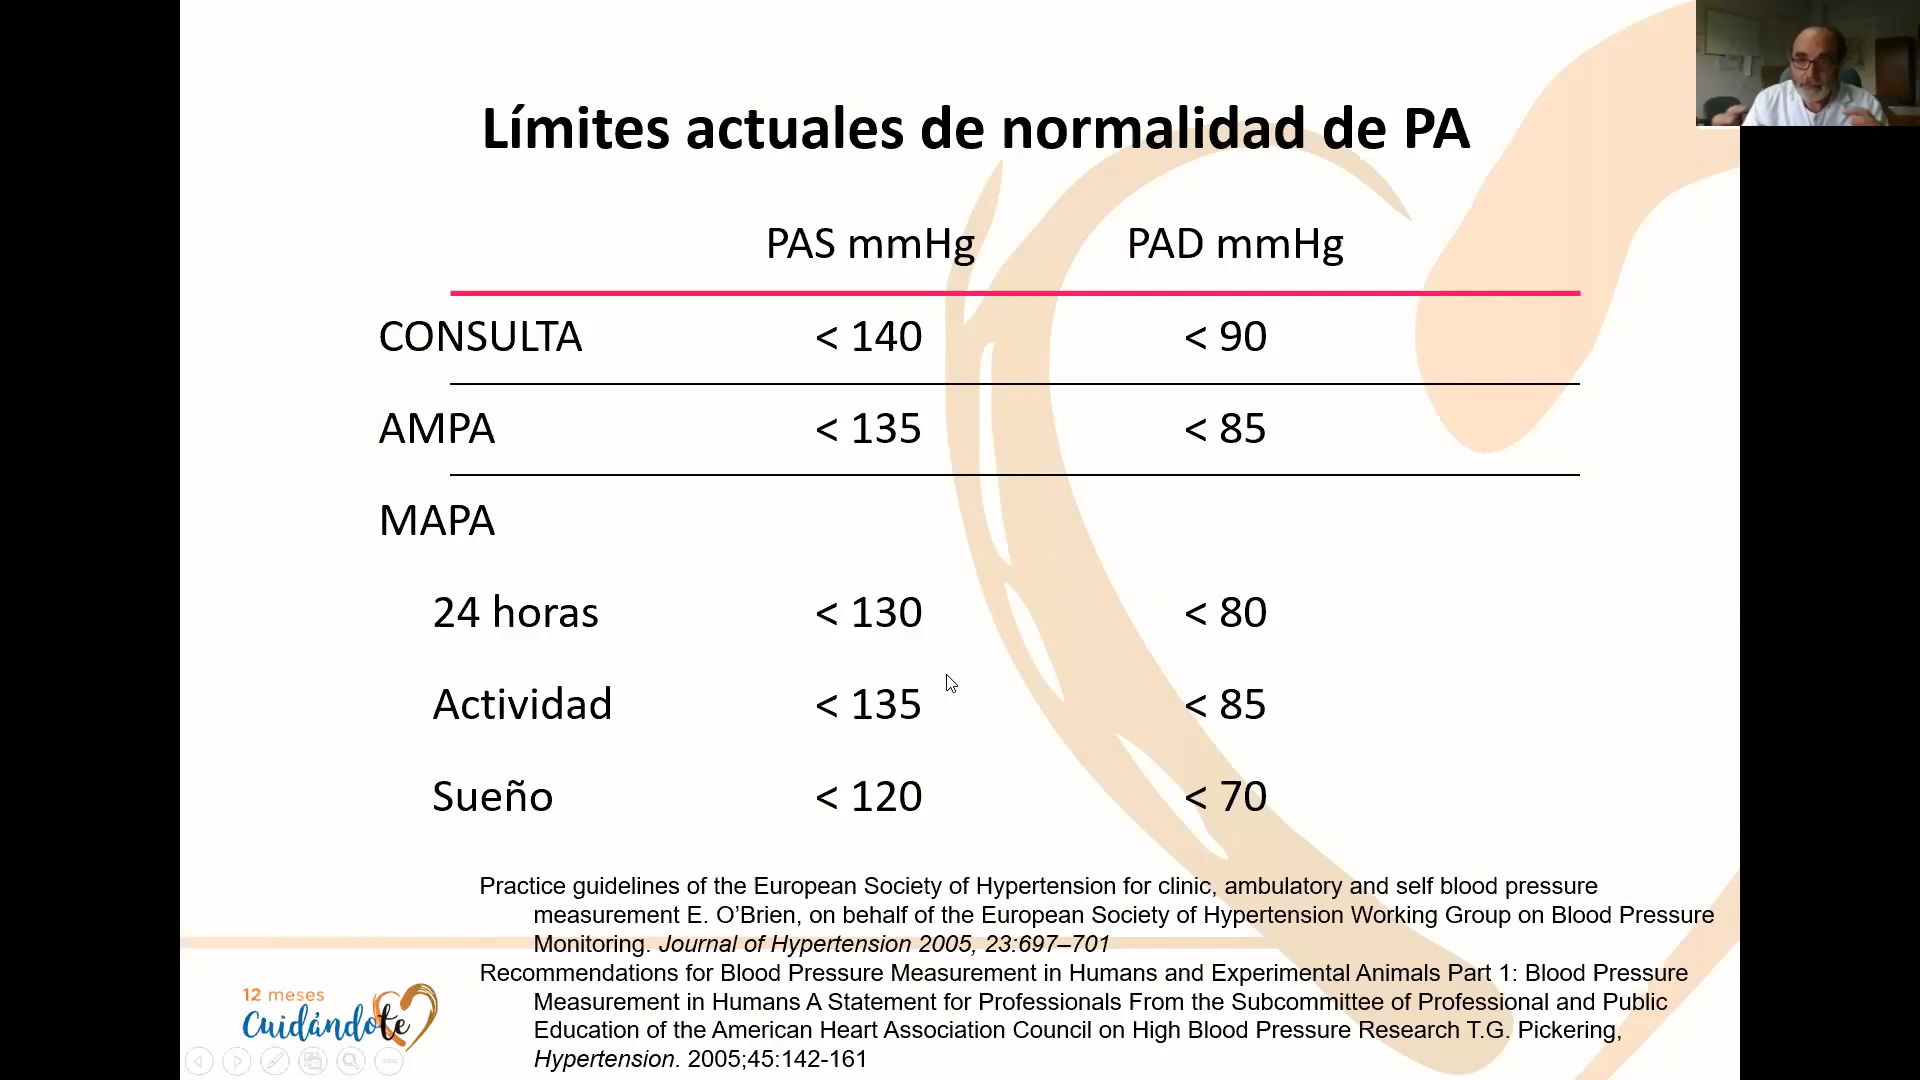 Límites actuales de normalidad de PA
PAS mmHg PAD mmHg
CONSULTA < 140 < 90
AMPA < 135 < 85
MAPA
24 horas < 130 < 80
Actividad < 135 < 85
Sueño < 120 < 70
Practice guidelines of the European Society of Hypertension for clinic, ambulatory and self blood pressure
measurement E. O’Brien, on behalf of the European Society of Hypertension Working Group on Blood Pressure
Monitoring. Journal of Hypertension 2005, 23:697–701
Recommendations for Blood Pressure Measurement in Humans and Experimental Animals Part 1: Blood Pressure
Measurement in Humans A Statement for Professionals From the Subcommittee of Professional and Public
Education of the American Heart Association Council on High Blood Pressure Research T.G. Pickering,
Hypertension. 2005;45:142-161
12 meses
Cuidándote